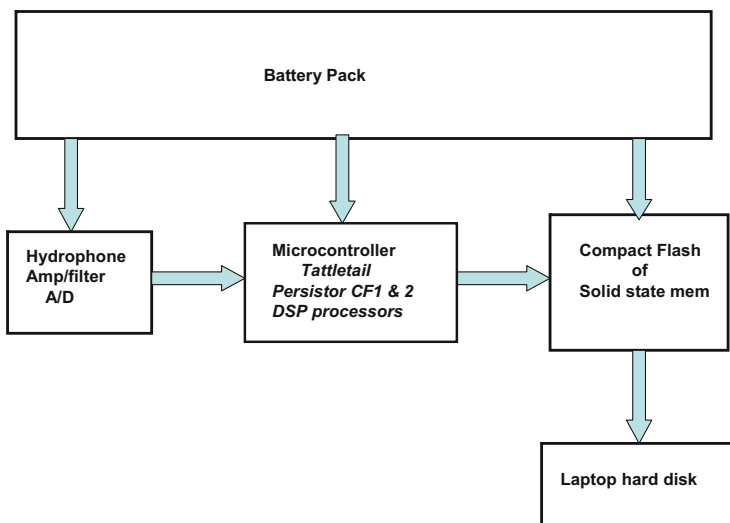 Battery Pack
Hydrophone
Amp/filter
A/D
Microcontroller
Tattletail
Persistor CF1 & 2
DSP processors
Compact Flash
of
Solid state mem
Laptop hard disk